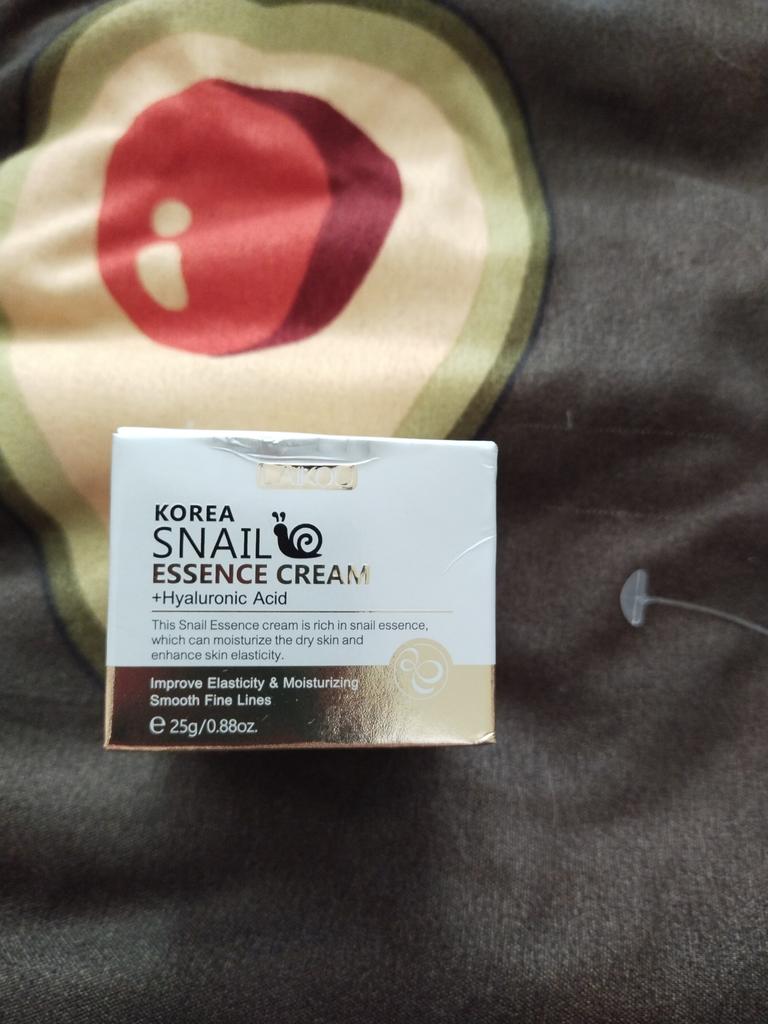 LAIKOU
KOREA
SNAIL
ESSENCE CREAM
+Hyaluronic Acid
This Snail Essence cream is rich in snail essence,
which can moisturize the dry skin and
enhance skin elasticity.
Improve Elasticity & Moisturizing
Smooth Fine Lines
e 25g/0.88oz.